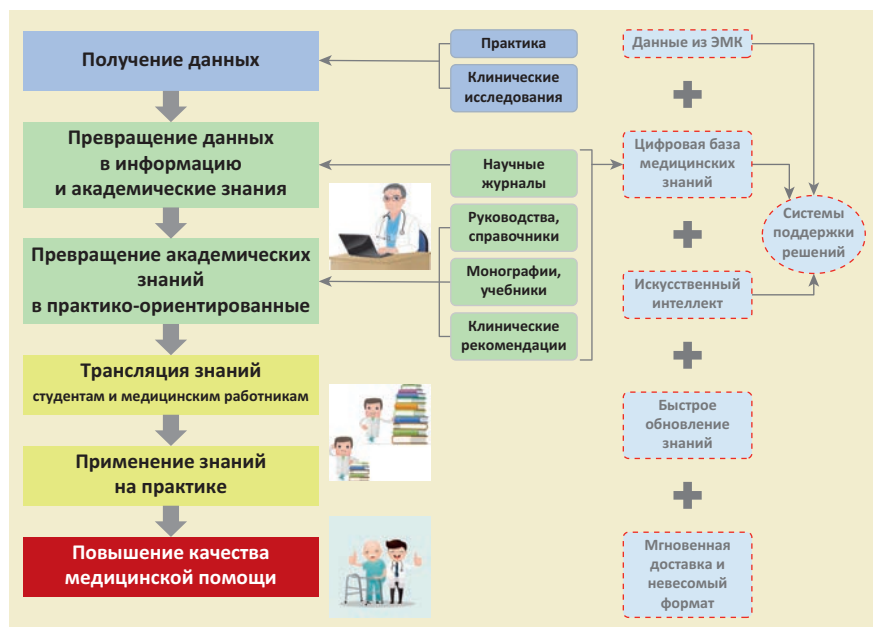 Получение данных
Превращение данных
в информацию
и академические знания
Превращение академических
знаний
в практико-ориентированные
Трансляция знаний
студентам и медицинским работникам
Применение знаний
на практике
Повышение качества
медицинской помощи
Практика
Клинические
исследования
Научные
журналы
Руководства,
справочники
Монографии,
учебники
Клинические
рекомендации
Данные из ЭМК
Цифровая база
медицинских
знаний
Искусственный
интеллект
Быстрое
обновление
знаний
Мгновенная
доставка и
невесомый
формат
Системы
поддержки
решений